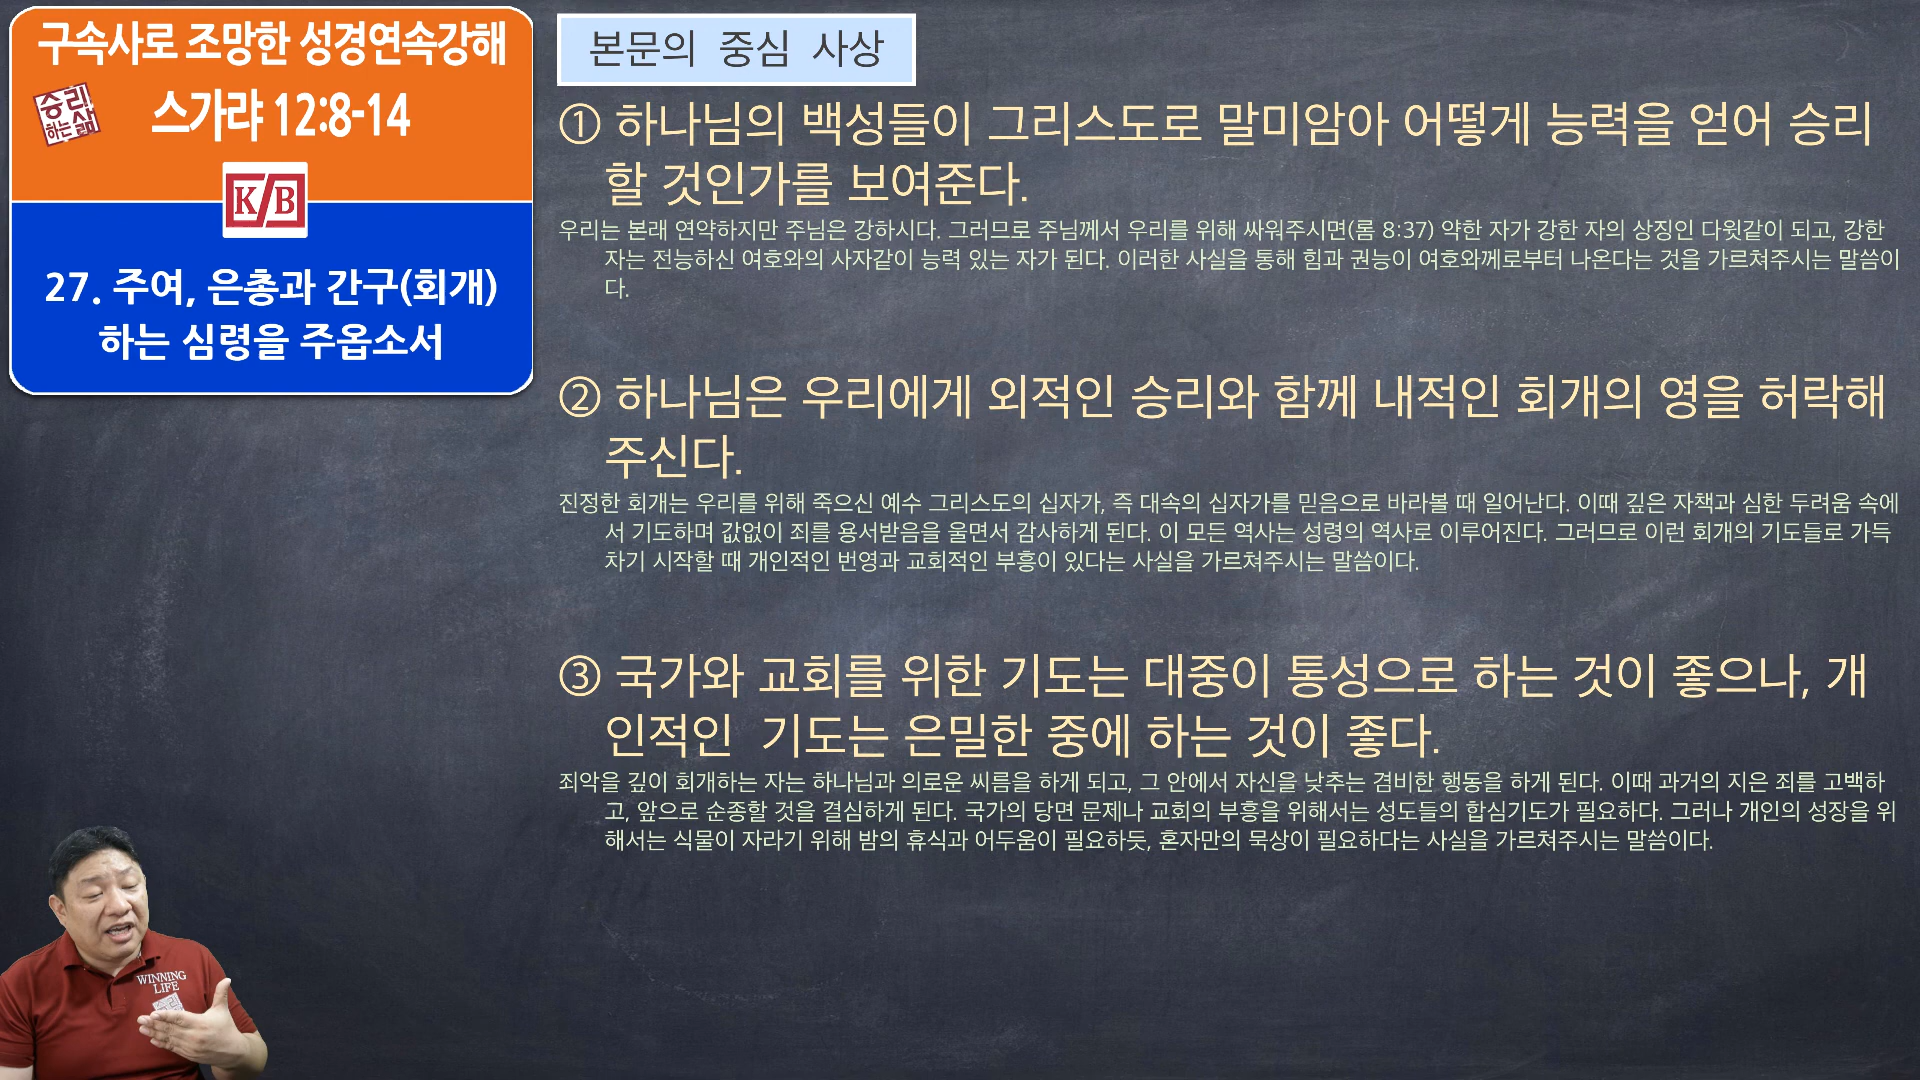 구속사로 조망한 성경연속강해
승리
하는 삶
스가랴 12:8-14
K/B
27. 주여, 은총과 간구(회개)
하는 심령을 주옵소서
본문의 중심 사상
① 하나님의 백성들이 그리스도로 말미암아 어떻게 능력을 얻어 승리
할 것인가를 보여준다.
우리는 본래 연약하지만 주님은 강하시다. 그러므로 주님께서 우리를 위해 싸워주시면(롬 8:37) 약한 자가 강한 자의 상징인 다윗같이 되고, 강한
자는 전능하신 여호와의 사자같이 능력 있는 자가 된다. 이러한 사실을 통해 힘과 권능이 여호와께로부터 나온다는 것을 가르쳐주시는 말씀이
다.
② 하나님은 우리에게 외적인 승리와 함께 내적인 회개의 영을 허락해
주신다.
진정한 회개는 우리를 위해 죽으신 예수 그리스도의 십자가, 즉 대속의 십자가를 믿음으로 바라볼 때 일어난다. 이때 깊은 자책과 심한 두려움 속에
서 기도하며 값없이 죄를 용서받음을 울면서 감사하게 된다. 이 모든 역사는 성령의 역사로 이루어진다. 그러므로 이런 회개의 기도들로 가득
차기 시작할 때 개인적인 번영과 교회적인 부흥이 있다는 사실을 가르쳐주시는 말씀이다.
③ 국가와 교회를 위한 기도는 대중이 통성으로 하는 것이 좋으나, 개
인적인 기도는 은밀한 중에 하는 것이 좋다.
죄악을 깊이 회개하는 자는 하나님과 의로운 씨름을 하게 되고, 그 안에서 자신을 낮추는 겸비한 행동을 하게 된다. 이때 과거의 지은 죄를 고백하
고, 앞으로 순종할 것을 결심하게 된다. 국가의 당면 문제나 교회의 부흥을 위해서는 성도들의 합심기도가 필요하다. 그러나 개인의 성장을 위
해서는 식물이 자라기 위해 밤의 휴식과 어두움이 필요하듯, 혼자만의 묵상이 필요하다는 사실을 가르쳐주시는 말씀이다.
WINNING
LIFE
승리